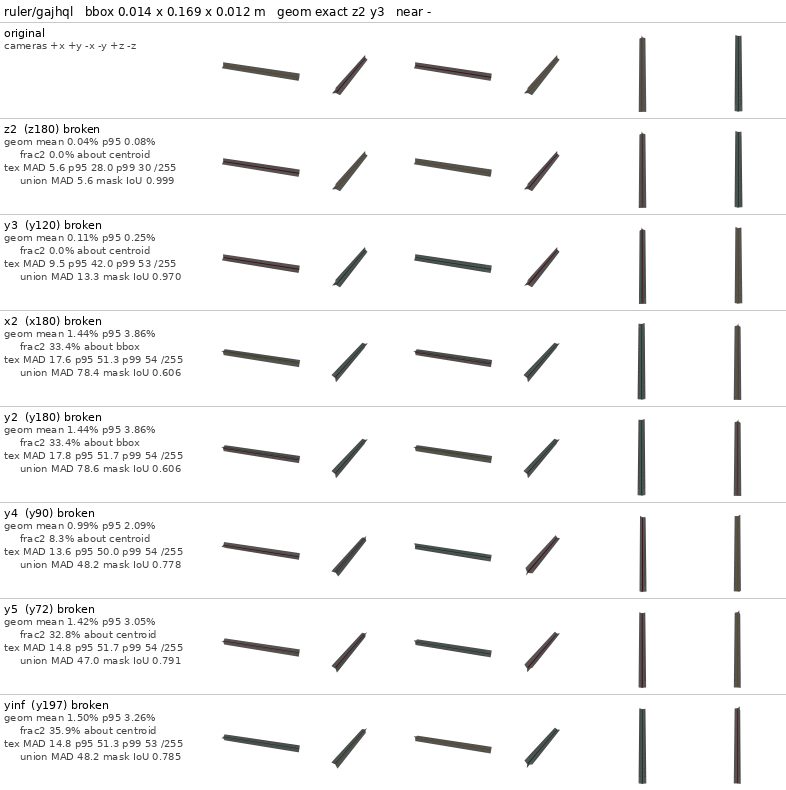 ruler/gajhql   bbox 0.014 x 0.169 x 0.012 m   geom exact z2 y3   near -
original
cameras +x +y -x -y +z -z
z2  (z180) broken
geom mean 0.04% p95 0.08%
frac2 0.0% about centroid
tex MAD 5.6 p95 28.0 p99 30 /255
union MAD 5.6 mask IoU 0.999
y3  (y120) broken
geom mean 0.11% p95 0.25%
frac2 0.0% about centroid
tex MAD 9.5 p95 42.0 p99 53 /255
union MAD 13.3 mask IoU 0.970
x2  (x180) broken
geom mean 1.44% p95 3.86%
frac2 33.4% about bbox
tex MAD 17.6 p95 51.3 p99 54 /255
union MAD 78.4 mask IoU 0.606
y2  (y180) broken
geom mean 1.44% p95 3.86%
frac2 33.4% about bbox
tex MAD 17.8 p95 51.7 p99 54 /255
union MAD 78.6 mask IoU 0.606
y4  (y90) broken
geom mean 0.99% p95 2.09%
frac2 8.3% about centroid
tex MAD 13.6 p95 50.0 p99 54 /255
union MAD 48.2 mask IoU 0.778
y5  (y72) broken
geom mean 1.42% p95 3.05%
frac2 32.8% about centroid
tex MAD 14.8 p95 51.7 p99 54 /255
union MAD 47.0 mask IoU 0.791
yinf  (y197) broken
geom mean 1.50% p95 3.26%
frac2 35.9% about centroid
tex MAD 14.8 p95 51.3 p99 53 /255
union MAD 48.2 mask IoU 0.785